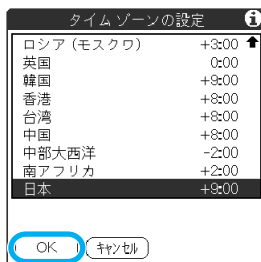 タイム ゾーンの設定
ロシア (モスクワ) +3:00
英国 0:00
韓国 +9:00
香港 +8:00
台湾 +8:00
中国 +8:00
中部大西洋 -2:00
南アフリカ +2:00
日本 +9:00
OK キャンセル